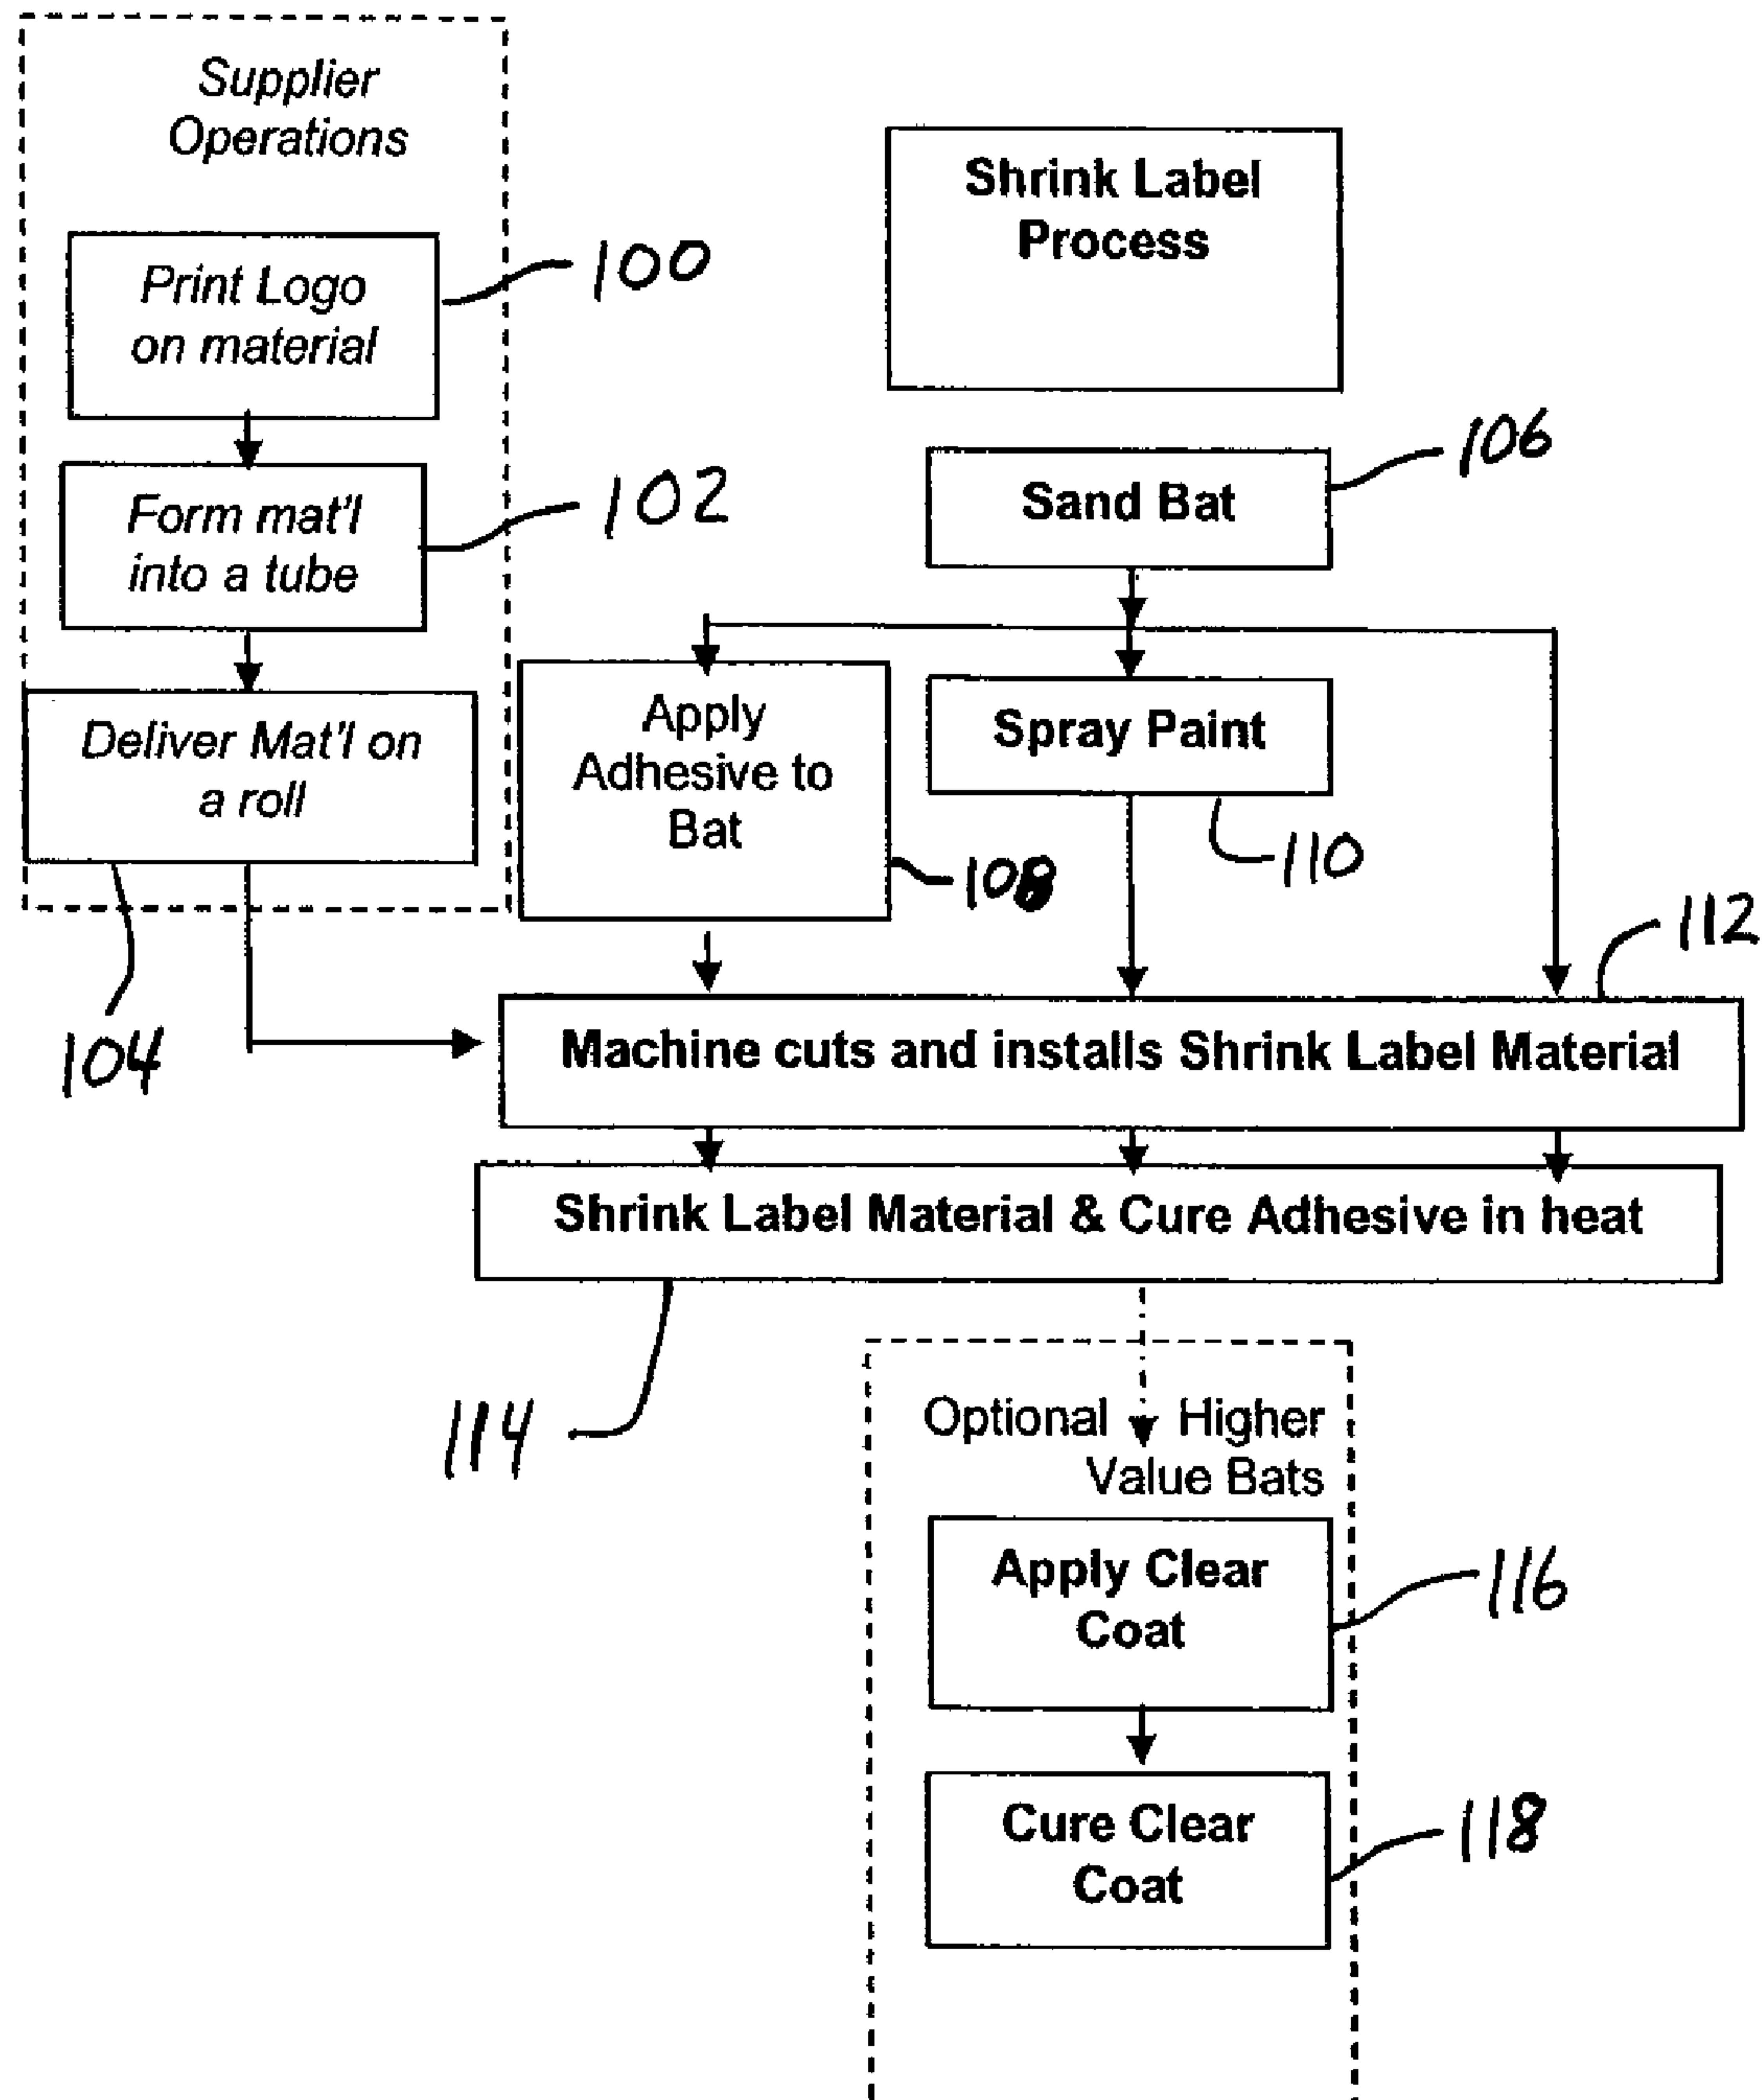 Supplier
Operations
Print Logo
on material
100
Form mat'l
into a tube
102
Deliver Mat'l on
a roll
104
Shrink Label
Process
Sand Bat
106
Apply
Adhesive to
Bat
108
Spray Paint
110
Machine cuts and installs Shrink Label Material
112
Shrink Label Material & Cure Adhesive in heat
114
Optional Higher
Value Bats
Apply Clear
Coat
116
Cure Clear
Coat
118